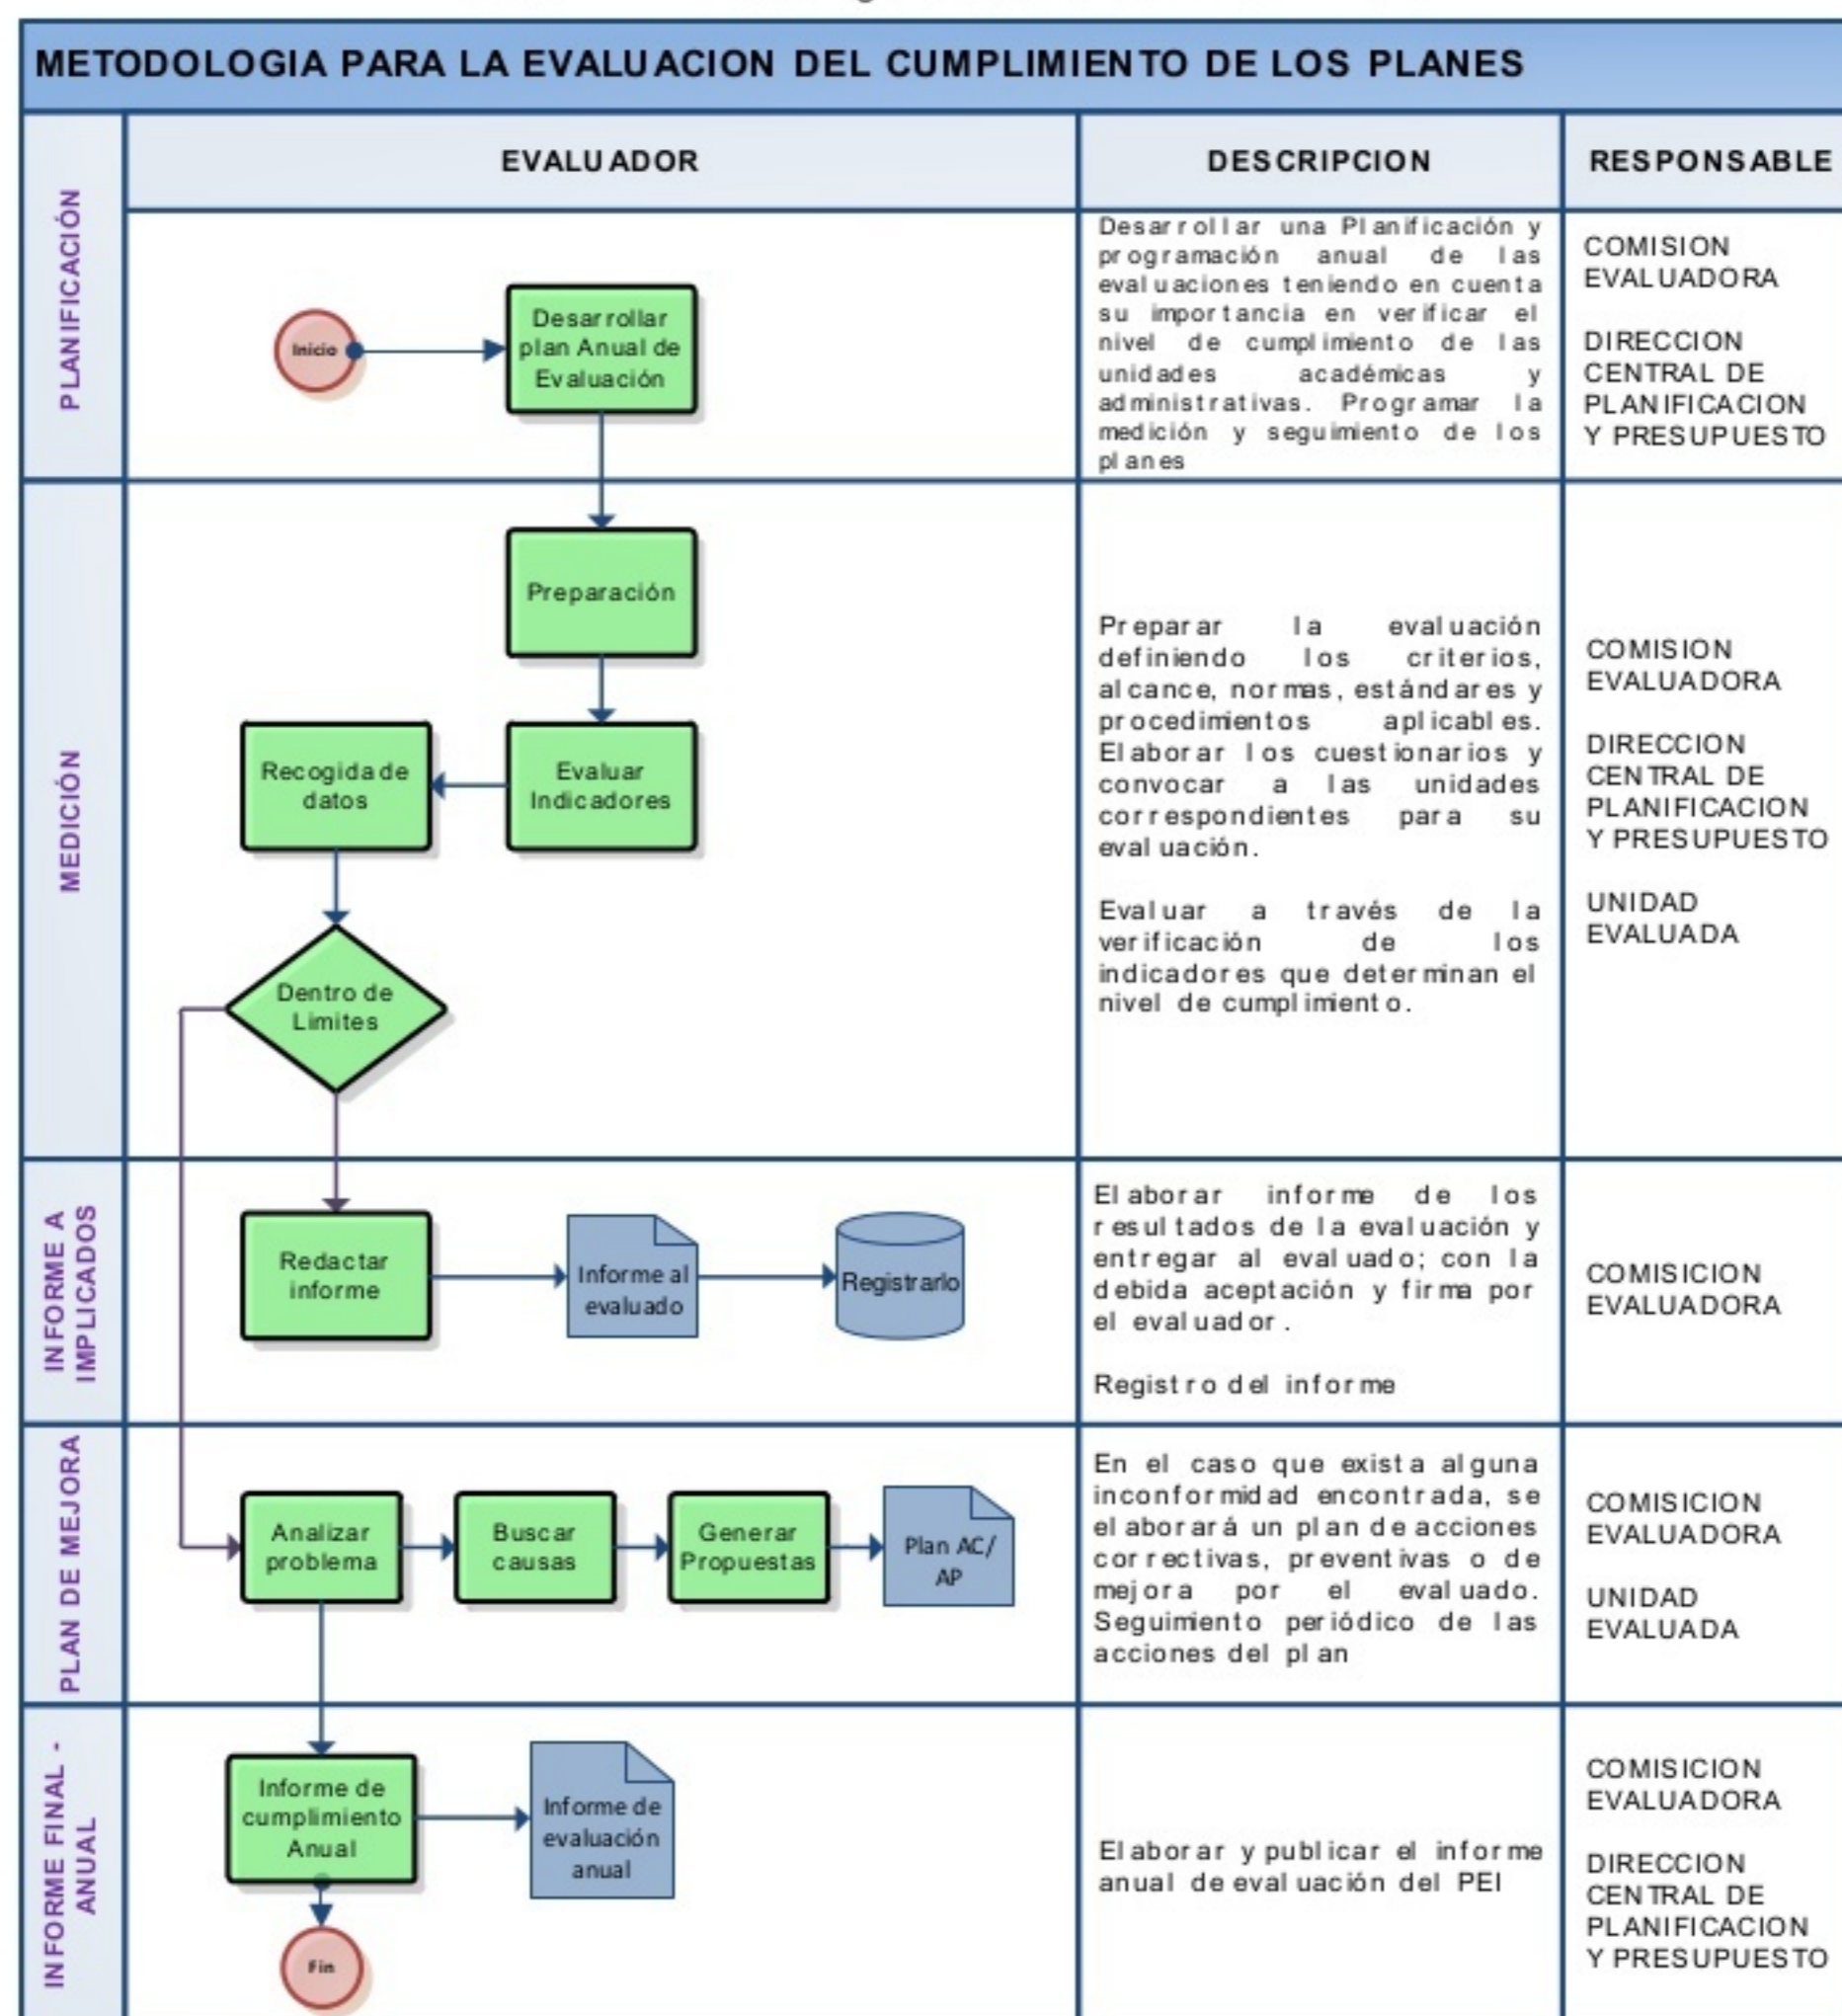 METODOLOGIA PARA LA EVALUACION DEL CUMPLIMIENTO DE LOS PLANES
EVALUADOR
DESCRIPCION
RESPONSABLE
PLANIFICACIÓN
Inicio
Desarrollar
plan Anual de
Evaluación
Desarrollar una Planificación y
programación anual de las
evaluaciones teniendo en cuenta
su importancia en verificar el
nivel de cumplimiento de las
unidades académicas y
administrativas. Programar la
medición y seguimiento de los
planes
COMISION
EVALUADORA
DIRECCION
CENTRAL DE
PLANIFICACION
Y PRESUPUESTO
MEDICIÓN
Preparación
Recogida de
datos
Evaluar
Indicadores
Dentro de
Limites
Preparar la evaluación
definiendo los criterios,
alcance, normas, estándares y
procedimientos aplicables.
Elaborar los cuestionarios y
convocar a las unidades
correspondientes para su
evaluación.
Evaluar a través de la
verificación de los
indicadores que determinan el
nivel de cumplimiento.
COMISION
EVALUADORA
DIRECCION
CENTRAL DE
PLANIFICACION
Y PRESUPUESTO
UNIDAD
EVALUADA
INFORME A
IMPLICADOS
Redactar
informe
Informe al
evaluado
Registrarlo
Elaborar informe de los
resultados de la evaluación y
entregar al evaluado; con la
debida aceptación y firma por
el evaluador.
Registro del informe
COMISICION
EVALUADORA
PLAN DE MEJORA
Analizar
problema
Buscar
causas
Generar
Propuestas
Plan AC/
AP
En el caso que exista alguna
inconformidad encontrada, se
elaborará un plan de acciones
correctivas, preventivas o de
mejora por el evaluado.
Seguimiento periódico de las
acciones del plan
COMISICION
EVALUADORA
UNIDAD
EVALUADA
INFORME FINAL -
ANUAL
Informe de
cumplimiento
Anual
Informe de
evaluación
anual
Fin
Elaborar y publicar el informe
anual de evaluación del PEI
COMISICION
EVALUADORA
DIRECCION
CENTRAL DE
PLANIFICACION
Y PRESUPUESTO